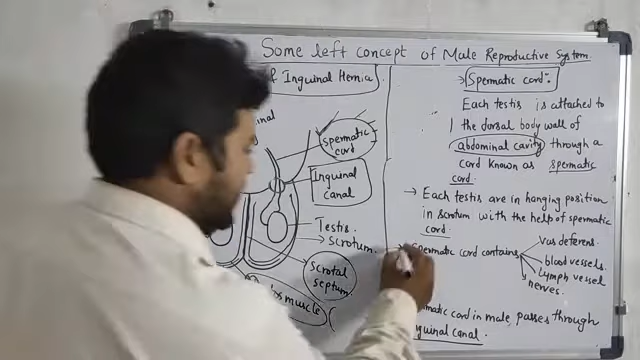 Some left concept of Male Reproductive System.
f Inguinal Hernia
inal
Spermatic
cord
Inguinal
Canal
Testis.
Scrotum.
Scrotal
septum.
muscle (
→ Spermatic cord:-
Each testis is attached to
the dorsal body wall of
abdominal cavity through a
cord known as spermatic
cord.
→ Each testis are in hanging position
in scrotum with the help of spermatic
cord.
→ Spermatic cord contains
Vas deferens.
blood vessels.
Lymph vessel
nerves.
matic cord in male, passes through
guinal canal.